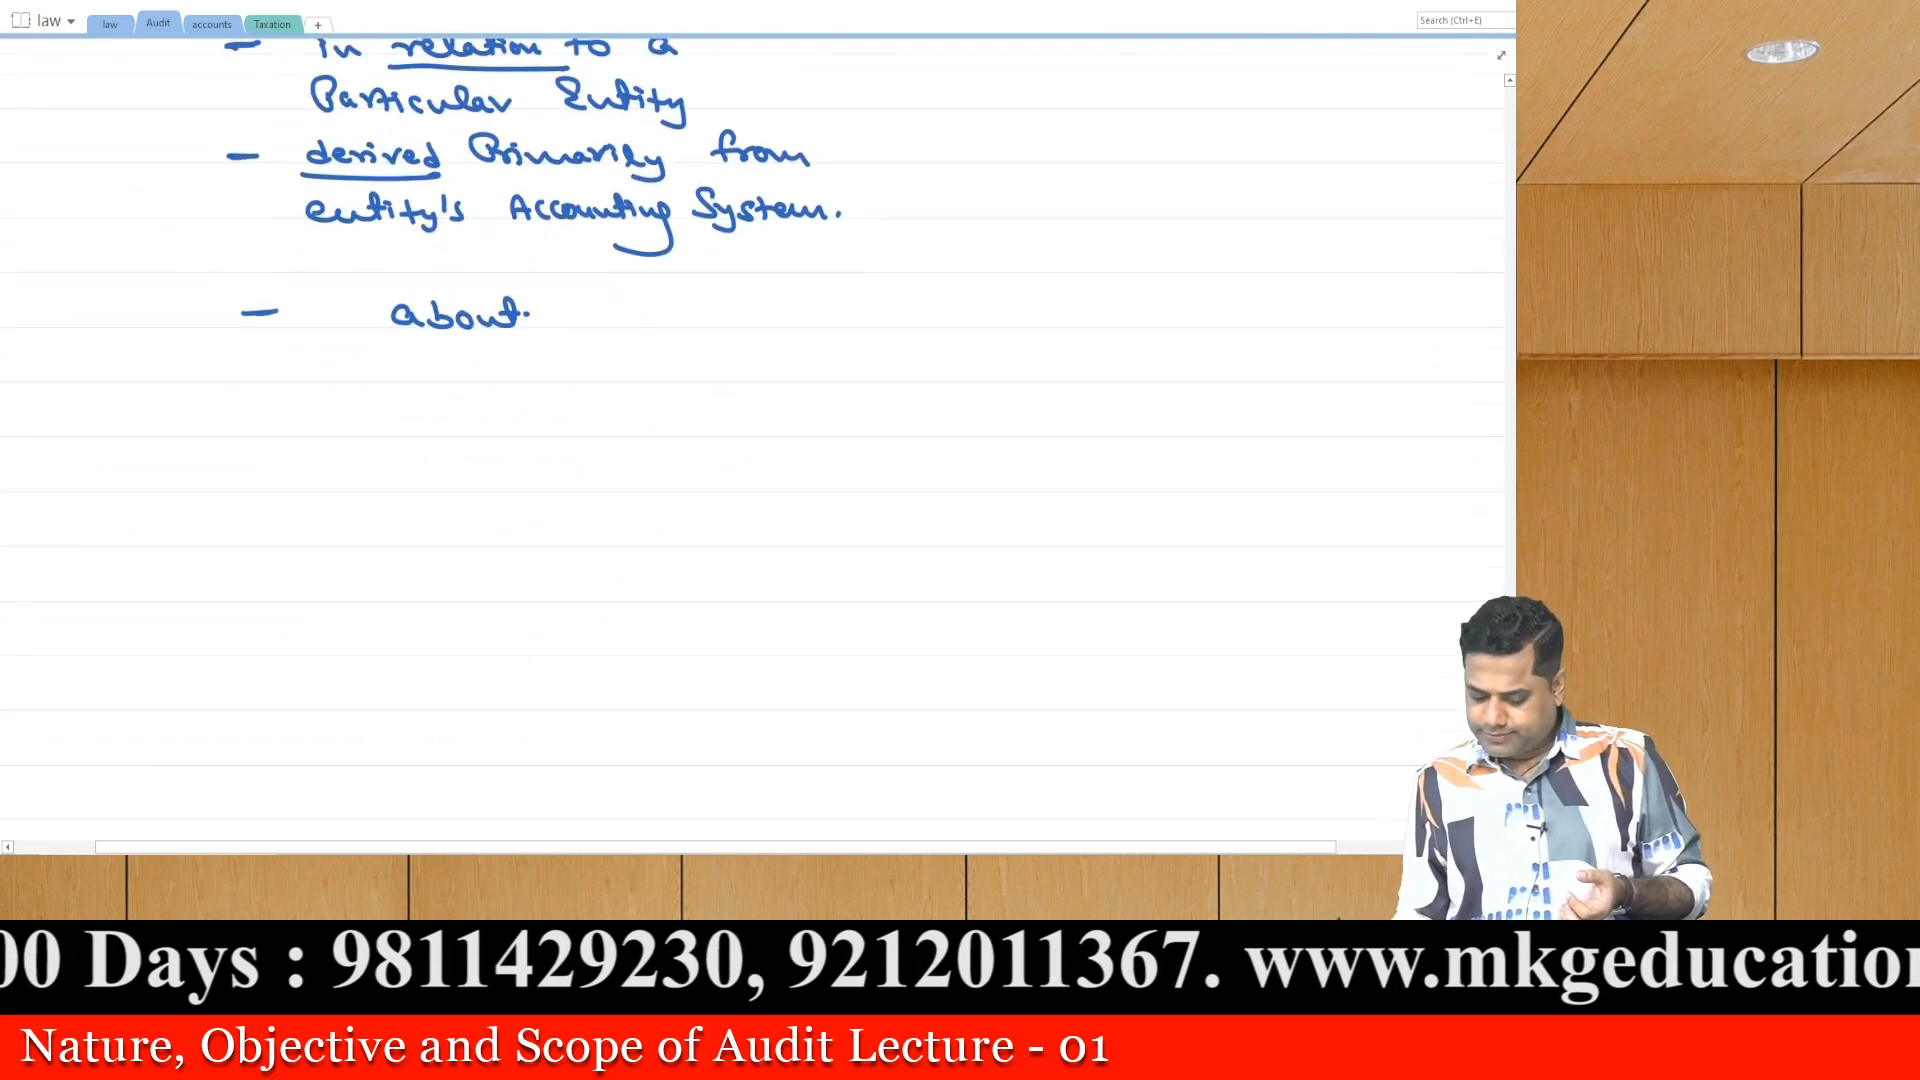 law law Audit accounts Taxation + Search (Ctrl+E)
- in relation to a
Particular Entity
- derived Primarily from
entity's Accounting System.
- about.
00 Days : 9811429230, 9212011367. www.mkgeducation
Nature, Objective and Scope of Audit Lecture - 01